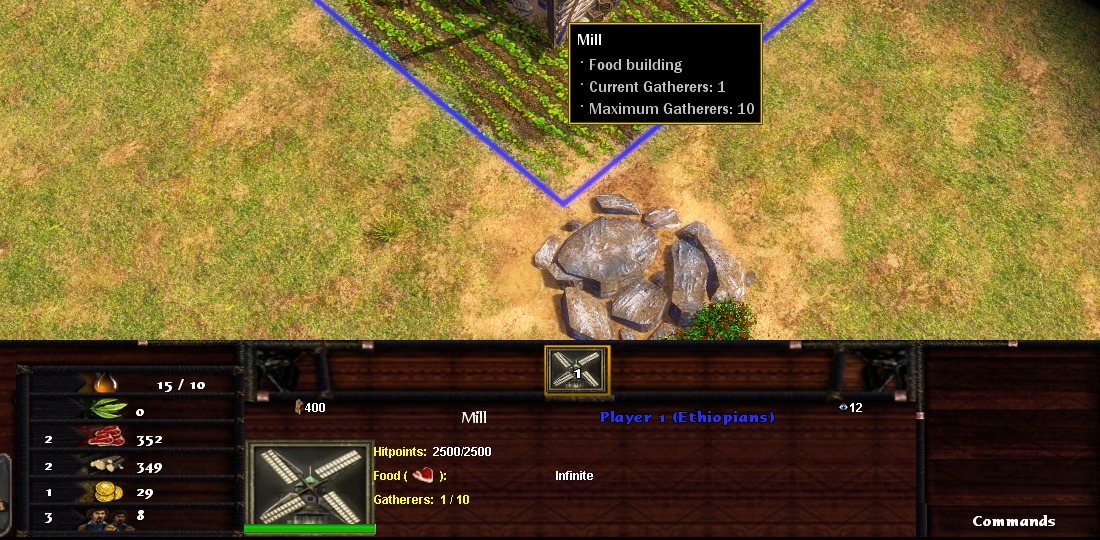 Mill
· Food building
· Current Gatherers: 1
· Maximum Gatherers: 10
1
15 / 10
0
2 352
2 349
1 29
3 8
400
Mill
Player 1 (Ethiopians)
12
Hitpoints: 2500/2500
Food ( ): Infinite
Gatherers: 1 / 10
Commands